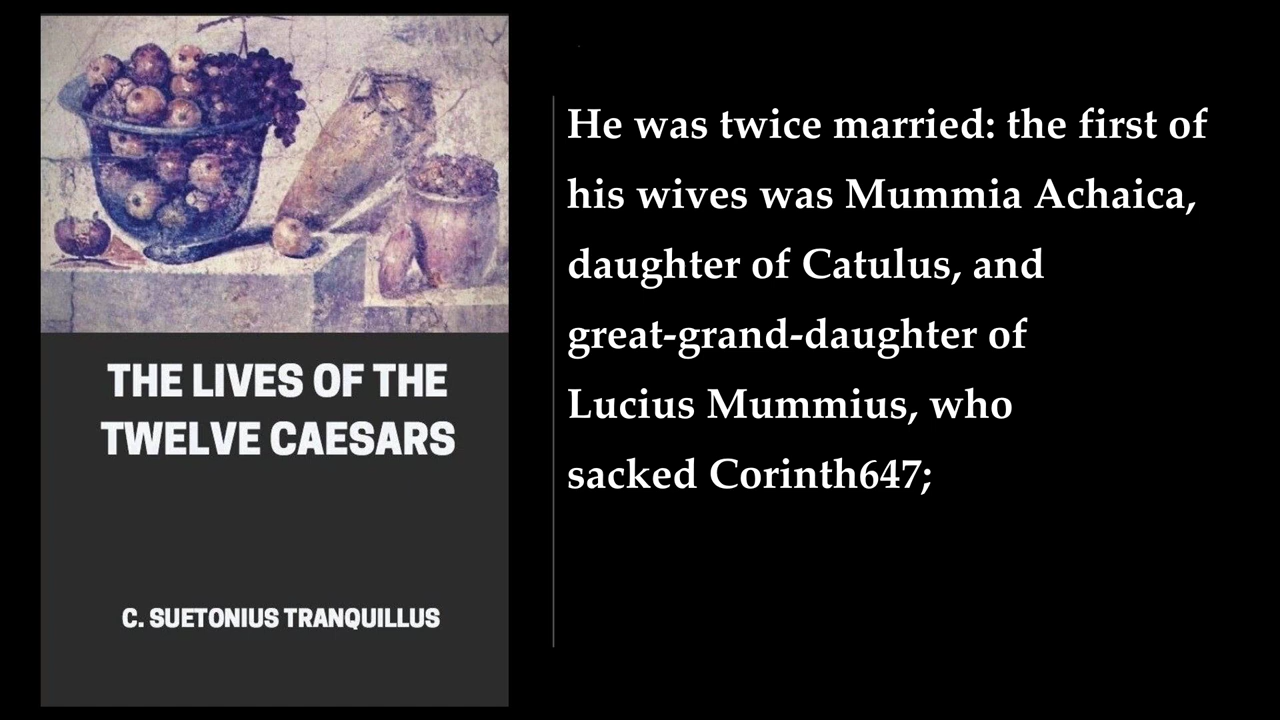 THE LIVES OF THE
TWELVE CAESARS
C. SUETONIUS TRANQUILLUS
He was twice married: the first of
his wives was Mummia Achaica,
daughter of Catulus, and
great-grand-daughter of
Lucius Mummius, who
sacked Corinth647;